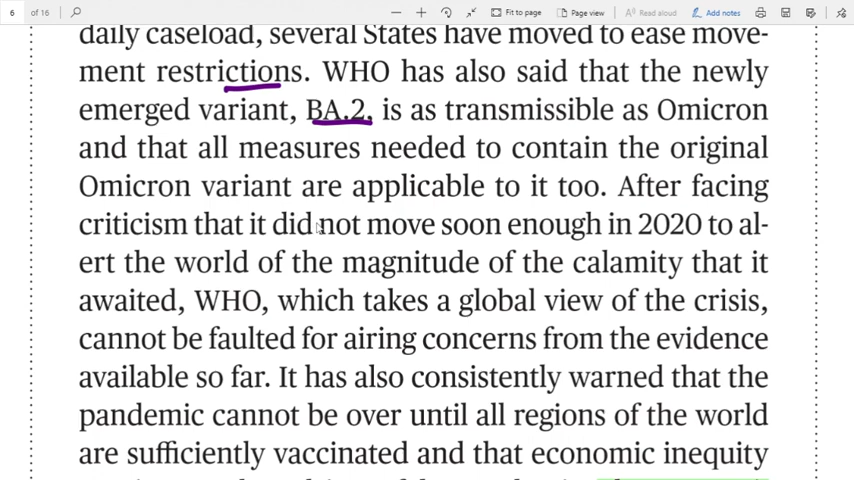 6 of 16 Fit to page Page view Read aloud Add notes
daily caseload, several States have moved to ease move-
ment restrictions. WHO has also said that the newly
emerged variant, BA.2, is as transmissible as Omicron
and that all measures needed to contain the original
Omicron variant are applicable to it too. After facing
criticism that it did not move soon enough in 2020 to al-
ert the world of the magnitude of the calamity that it
awaited, WHO, which takes a global view of the crisis,
cannot be faulted for airing concerns from the evidence
available so far. It has also consistently warned that the
pandemic cannot be over until all regions of the world
are sufficiently vaccinated and that economic inequity